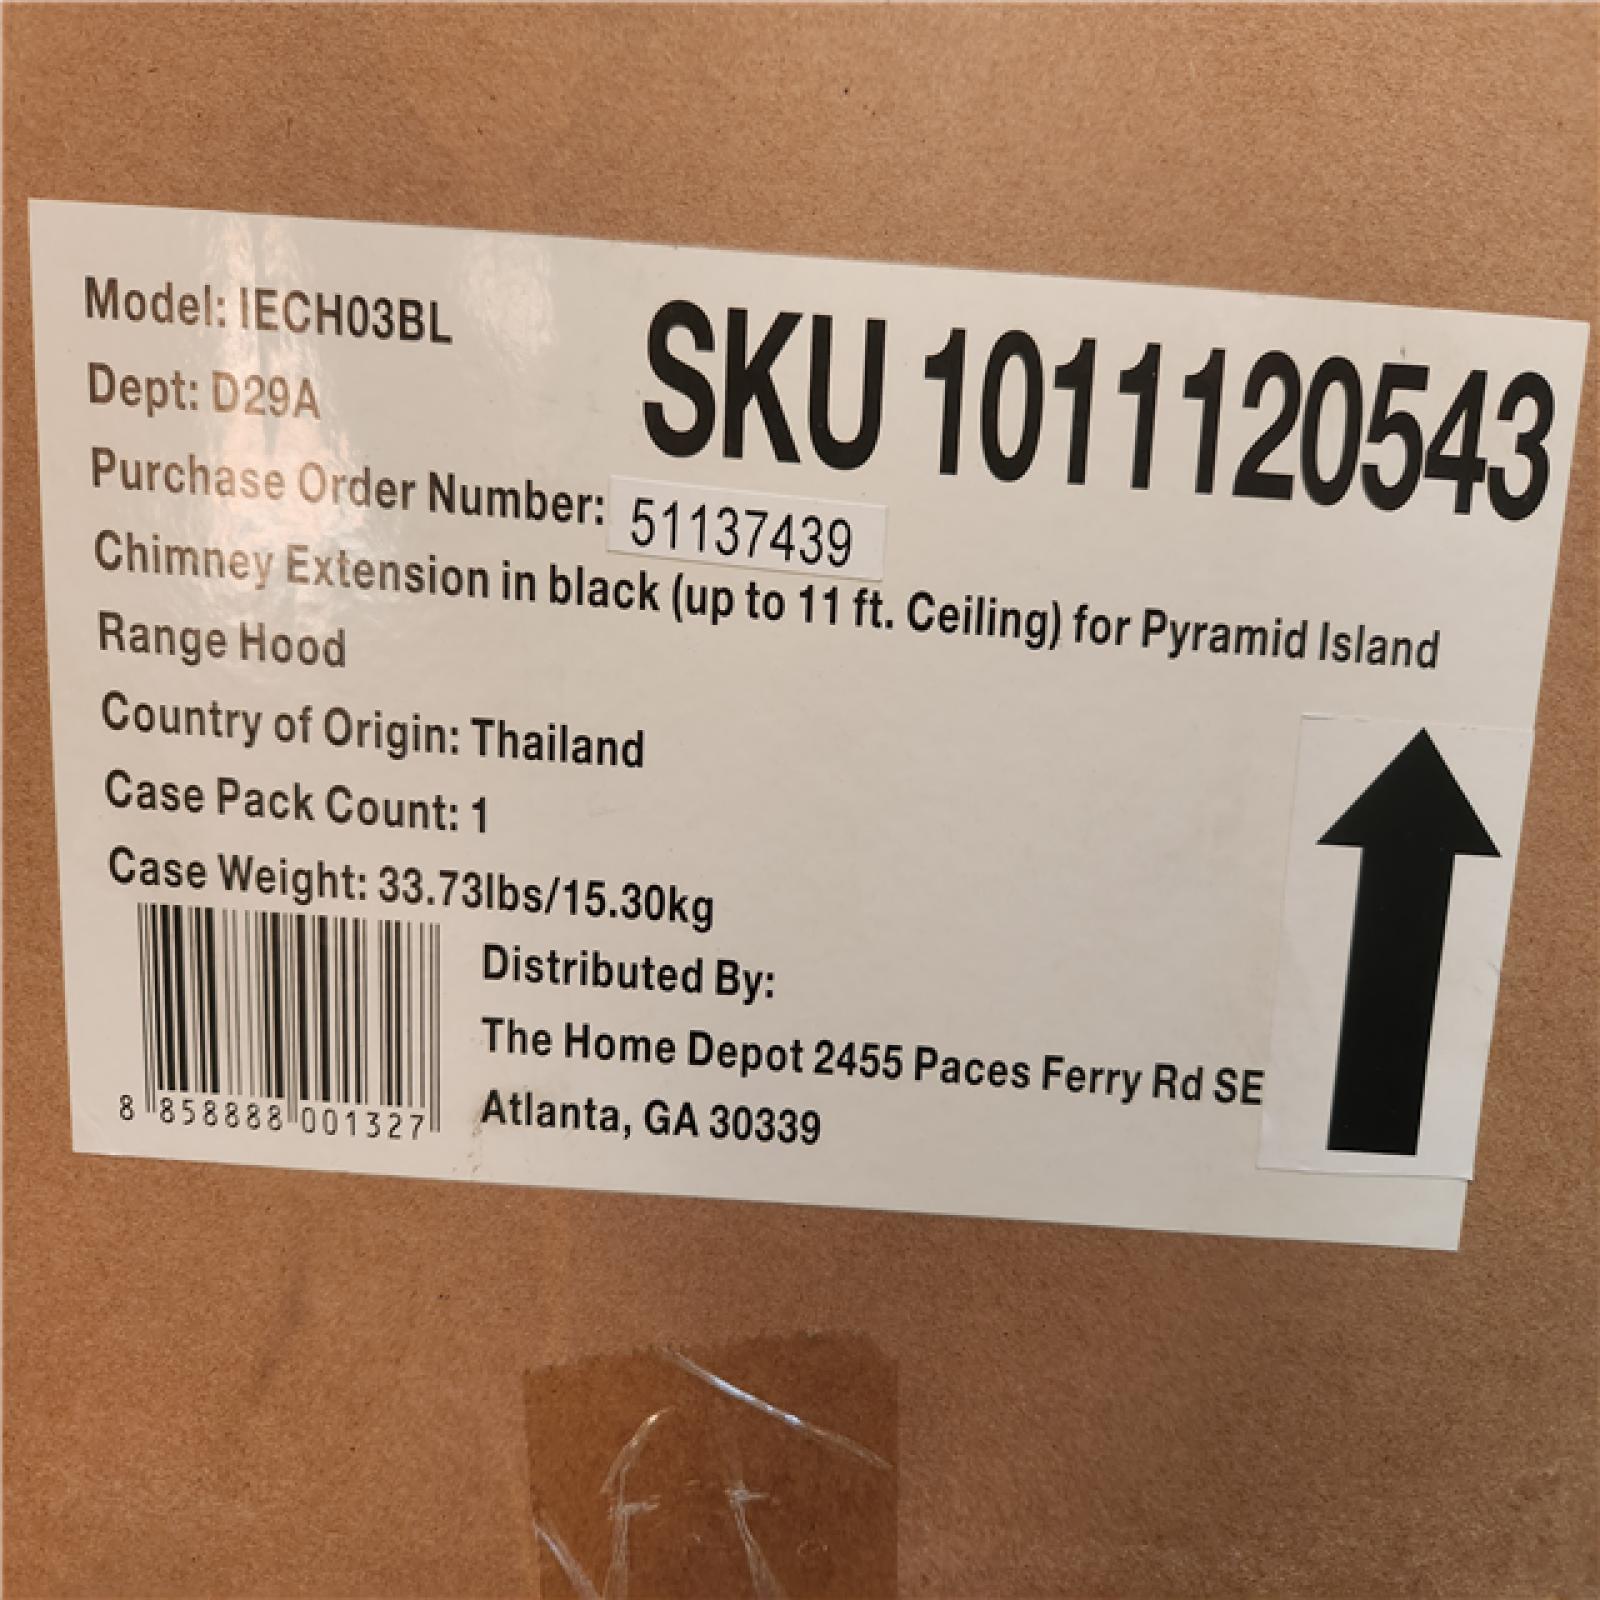 Model: IECH03BL
SKU 1011120543
Dept: D29A
Purchase Order Number: 51137439
Chimney Extension in black (up to 11 ft. Ceiling) for Pyramid Island
Range Hood
Country of Origin: Thailand
Case Pack Count: 1
Case Weight: 33.73lbs/15.30kg
Distributed By:
The Home Depot 2455 Paces Ferry Rd SE
Atlanta, GA 30339
8 858888 001327